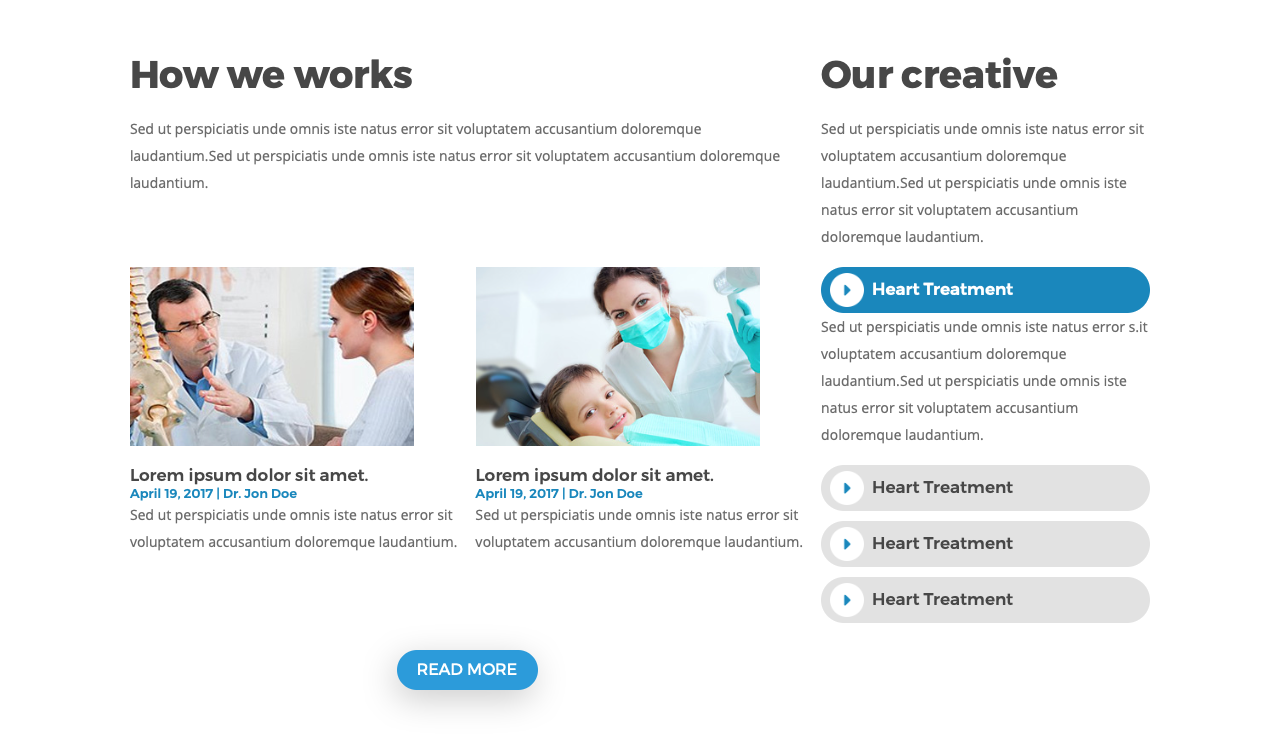 How we works
Sed ut perspiciatis unde omnis iste natus error sit voluptatem accusantium doloremque
laudantium.Sed ut perspiciatis unde omnis iste natus error sit voluptatem accusantium doloremque
laudantium.
Lorem ipsum dolor sit amet.
April 19, 2017 | Dr. Jon Doe
Sed ut perspiciatis unde omnis iste natus error sit
voluptatem accusantium doloremque laudantium.
Lorem ipsum dolor sit amet.
April 19, 2017 | Dr. Jon Doe
Sed ut perspiciatis unde omnis iste natus error sit
voluptatem accusantium doloremque laudantium.
READ MORE
Our creative
Sed ut perspiciatis unde omnis iste natus error sit
voluptatem accusantium doloremque
laudantium.Sed ut perspiciatis unde omnis iste
natus error sit voluptatem accusantium
doloremque laudantium.
Heart Treatment
Sed ut perspiciatis unde omnis iste natus error s.it
voluptatem accusantium doloremque
laudantium.Sed ut perspiciatis unde omnis iste
natus error sit voluptatem accusantium
doloremque laudantium.
Heart Treatment
Heart Treatment
Heart Treatment